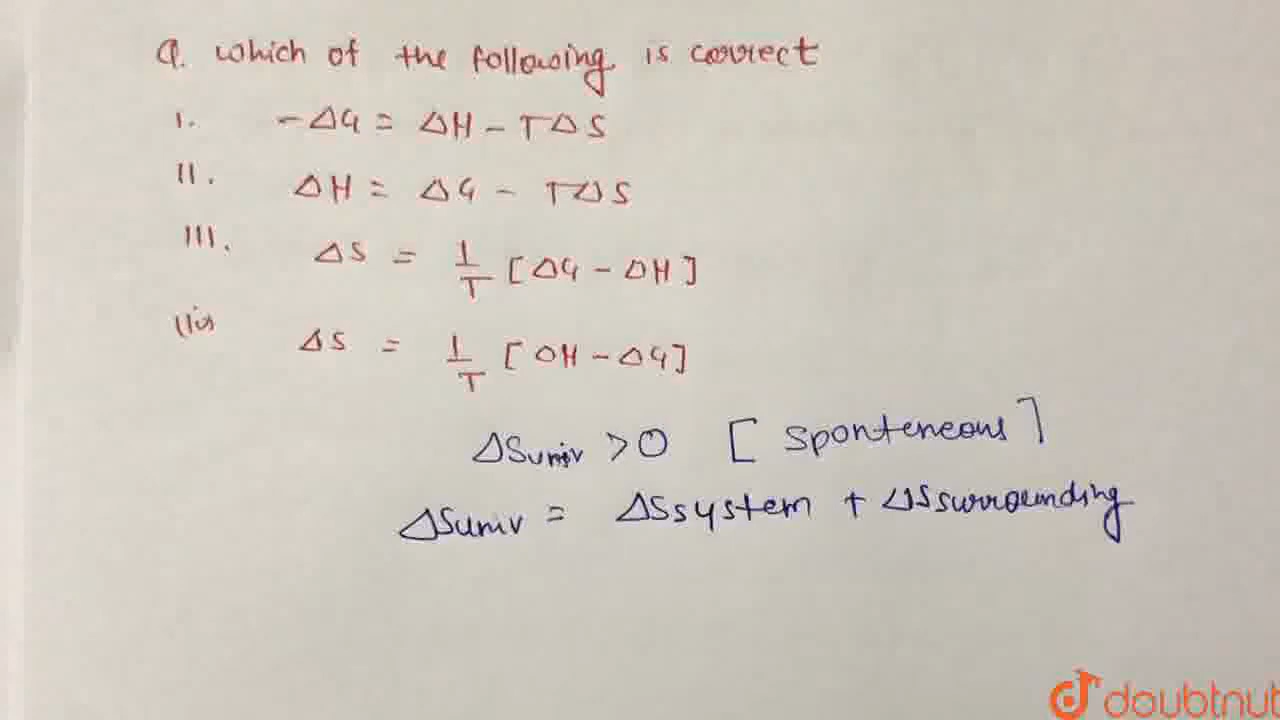 Q. which of the following is correct
I. -ΔG = ΔH - TΔS
II. ΔH = ΔG - TΔS
III. ΔS = 1/T [ΔG - ΔH]
(iv) ΔS = 1/T [ΔH - ΔG]
ΔSuniv > 0 [sponteneous]
ΔSuniv = ΔSsystem + ΔSsurrounding
doubtnut